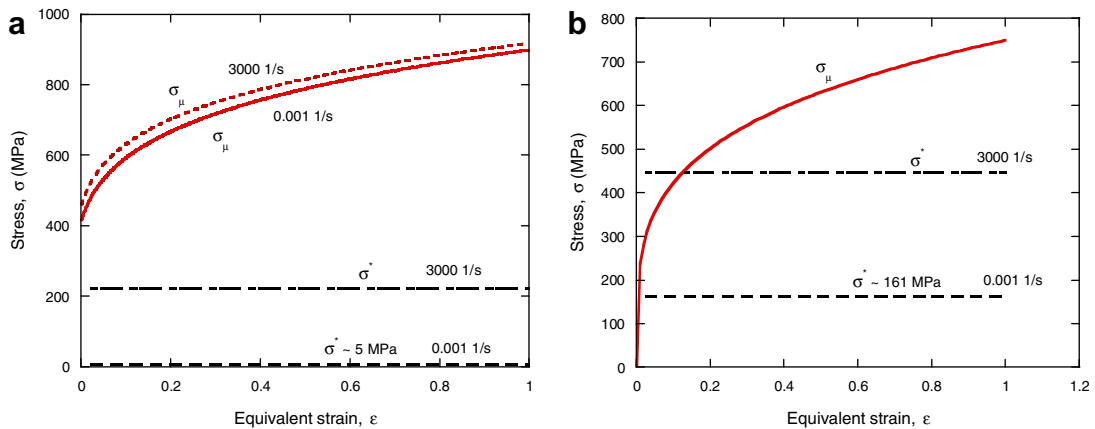 a
1000
800
600
400
200
0
Stress, σ (MPa)
3000 1/s
σμ
0.001 1/s
σμ
σ* 3000 1/s
σ* ~ 5 MPa 0.001 1/s
0 0.2 0.4 0.6 0.8 1
Equivalent strain, ε
b
800
700
600
500
400
300
200
100
0
Stress, σ (MPa)
σμ
σ* 3000 1/s
σ* ~ 161 MPa 0.001 1/s
0 0.2 0.4 0.6 0.8 1 1.2
Equivalent strain, ε